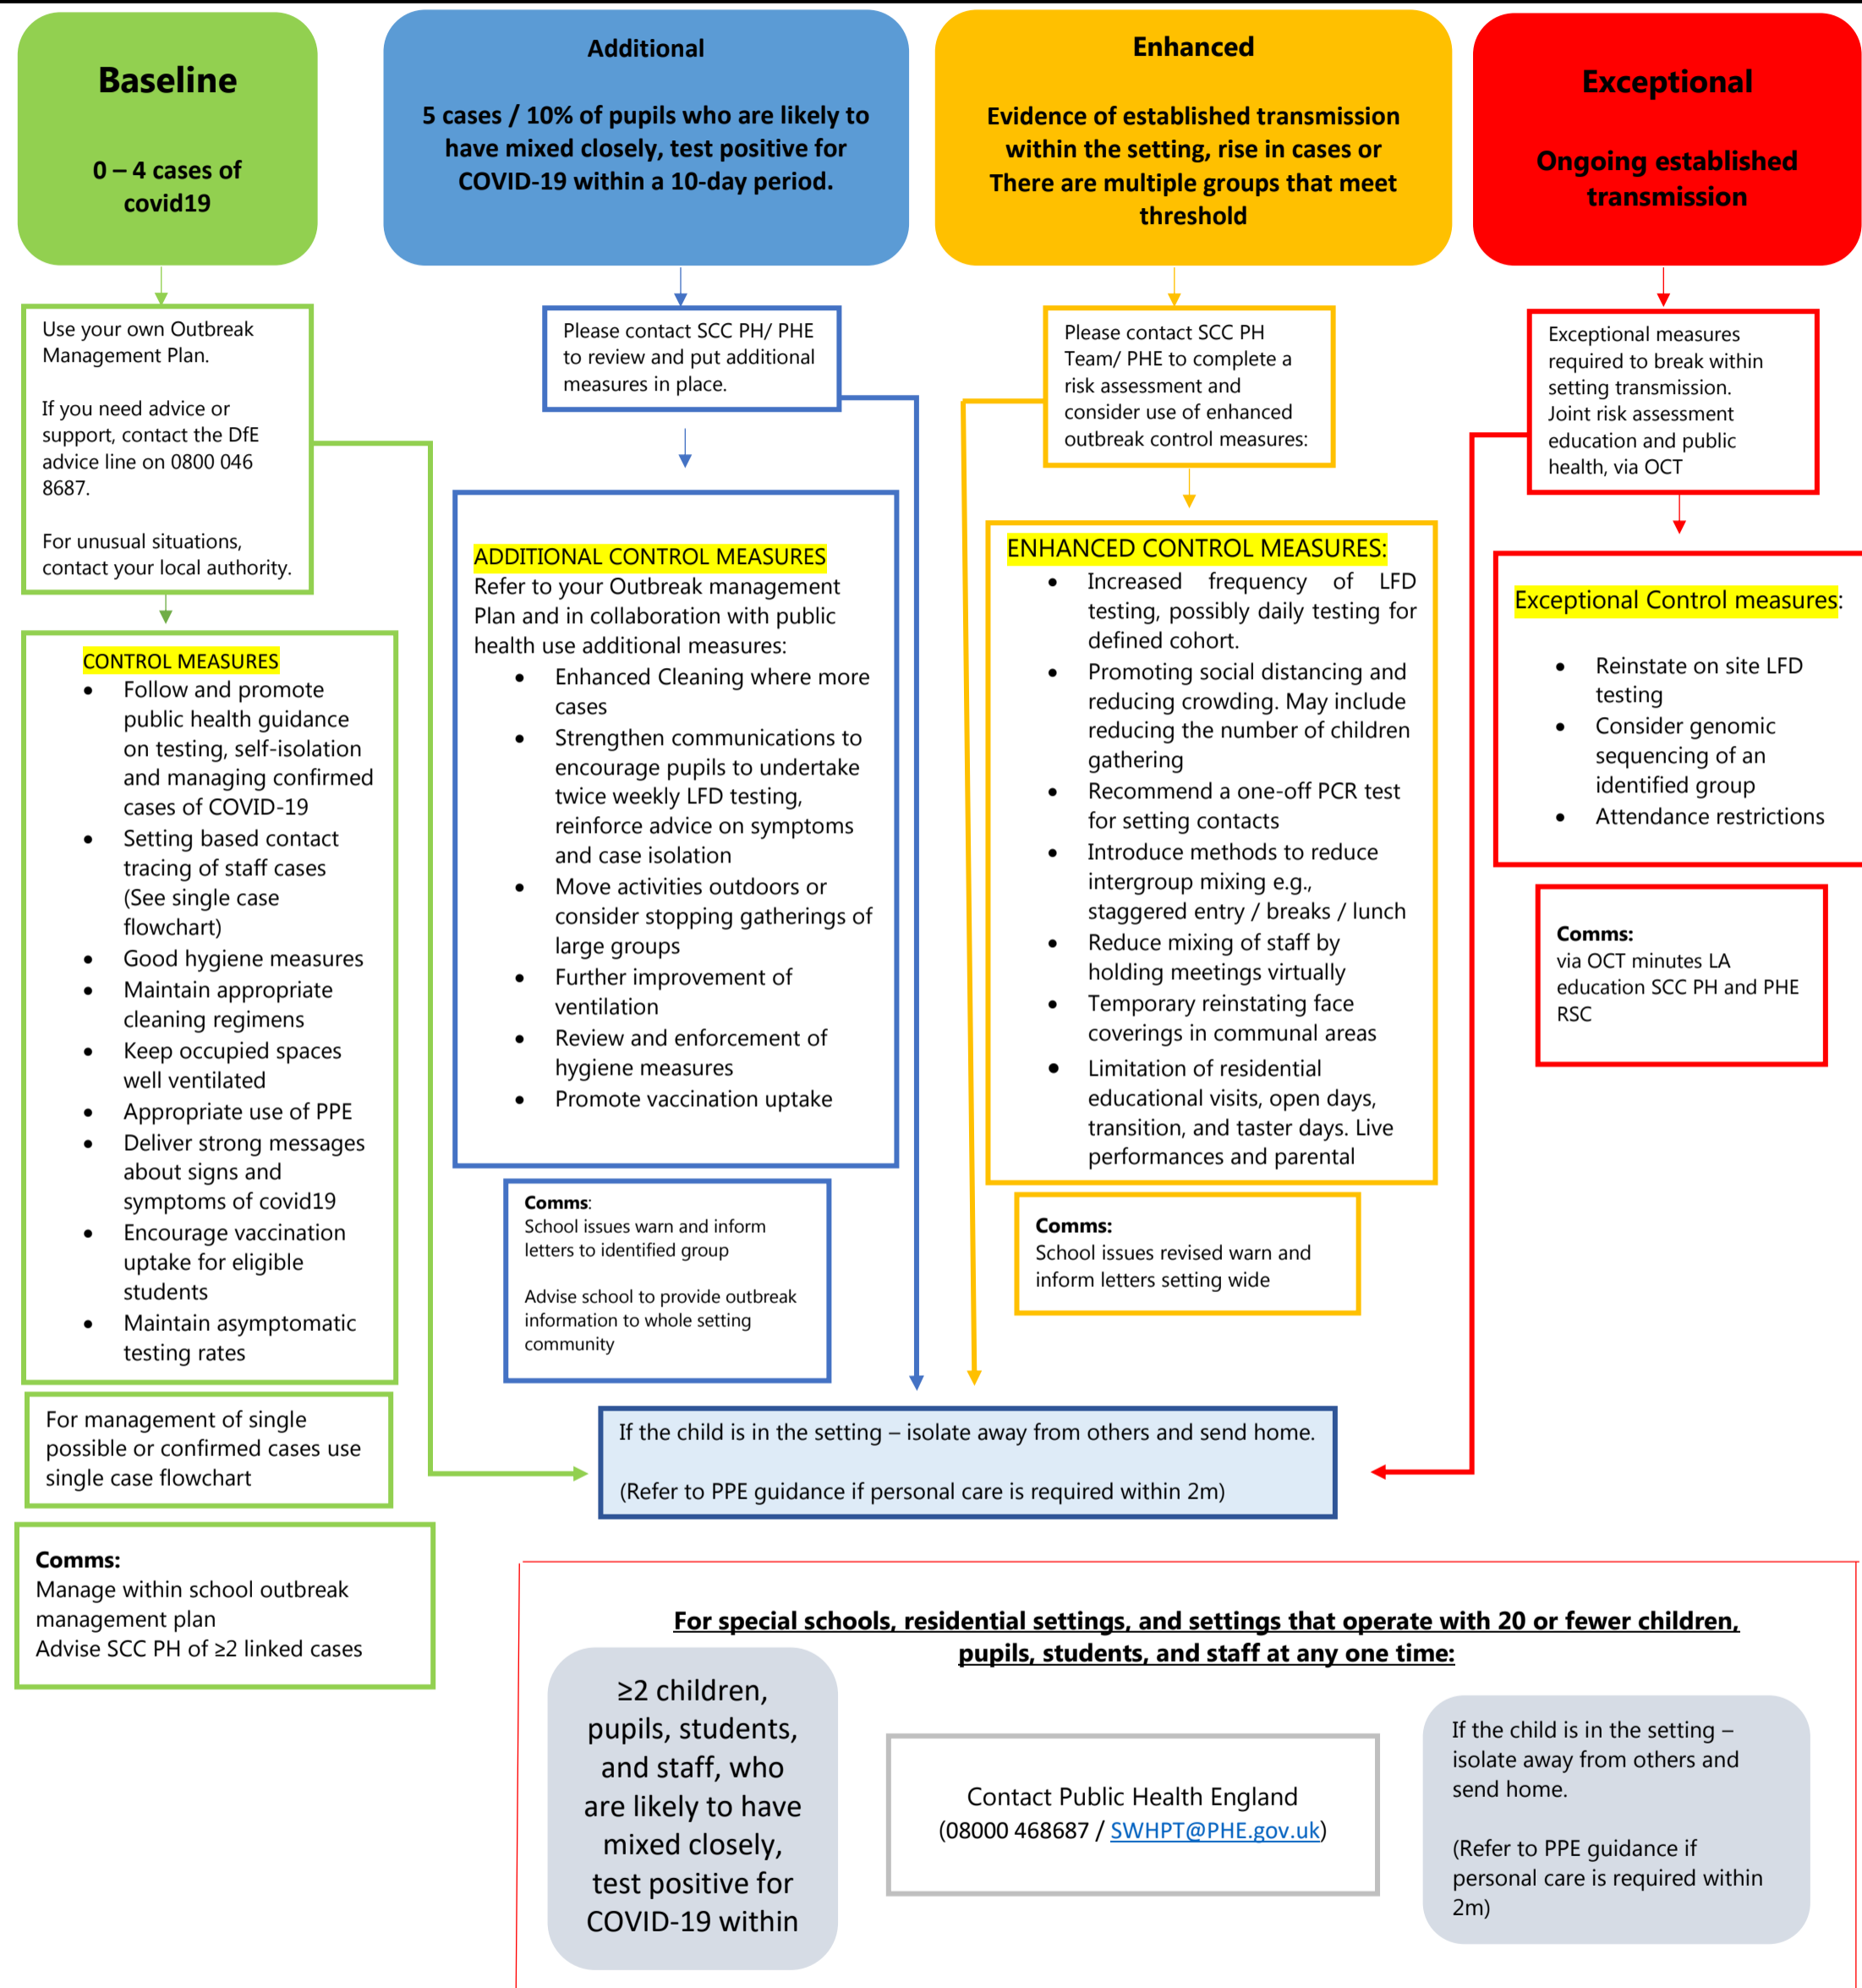 Baseline
0 – 4 cases of
covid19
Additional
5 cases / 10% of pupils who are likely to
have mixed closely, test positive for
COVID-19 within a 10-day period.
Enhanced
Evidence of established transmission
within the setting, rise in cases or
There are multiple groups that meet
threshold
Exceptional
Ongoing established
transmission
Use your own Outbreak
Management Plan.
If you need advice or
support, contact the DfE
advice line on 0800 046
8687.
For unusual situations,
contact your local authority.
CONTROL MEASURES
• Follow and promote
public health guidance
on testing, self-isolation
and managing confirmed
cases of COVID-19
• Setting based contact
tracing of staff cases
(See single case
flowchart)
• Good hygiene measures
• Maintain appropriate
cleaning regimens
• Keep occupied spaces
well ventilated
• Appropriate use of PPE
• Deliver strong messages
about signs and
symptoms of covid19
• Encourage vaccination
uptake for eligible
students
• Maintain asymptomatic
testing rates
For management of single
possible or confirmed cases use
single case flowchart
Comms:
Manage within school outbreak
management plan
Advise SCC PH of ≥2 linked cases
Please contact SCC PH/ PHE
to review and put additional
measures in place.
ADDITIONAL CONTROL MEASURES
Refer to your Outbreak management
Plan and in collaboration with public
health use additional measures:
• Enhanced Cleaning where more
cases
• Strengthen communications to
encourage pupils to undertake
twice weekly LFD testing,
reinforce advice on symptoms
and case isolation
• Move activities outdoors or
consider stopping gatherings of
large groups
• Further improvement of
ventilation
• Review and enforcement of
hygiene measures
• Promote vaccination uptake
Comms:
School issues warn and inform
letters to identified group
Advise school to provide outbreak
information to whole setting
community
Please contact SCC PH
Team/ PHE to complete a
risk assessment and
consider use of enhanced
outbreak control measures:
ENHANCED CONTROL MEASURES:
• Increased frequency of LFD
testing, possibly daily testing for
defined cohort.
• Promoting social distancing and
reducing crowding. May include
reducing the number of children
gathering
• Recommend a one-off PCR test
for setting contacts
• Introduce methods to reduce
intergroup mixing e.g.,
staggered entry / breaks / lunch
• Reduce mixing of staff by
holding meetings virtually
• Temporary reinstating face
coverings in communal areas
• Limitation of residential
educational visits, open days,
transition, and taster days. Live
performances and parental
Comms:
School issues revised warn and
inform letters setting wide
Exceptional measures
required to break within
setting transmission.
Joint risk assessment
education and public
health, via OCT
Exceptional Control measures:
• Reinstate on site LFD
testing
• Consider genomic
sequencing of an
identified group
• Attendance restrictions
Comms:
via OCT minutes LA
education SCC PH and PHE
RSC
If the child is in the setting – isolate away from others and send home.
(Refer to PPE guidance if personal care is required within 2m)
For special schools, residential settings, and settings that operate with 20 or fewer children,
pupils, students, and staff at any one time:
≥2 children,
pupils, students,
and staff, who
are likely to have
mixed closely,
test positive for
COVID-19 within
Contact Public Health England
(08000 468687 / SWHPT@PHE.gov.uk)
If the child is in the setting –
isolate away from others and
send home.
(Refer to PPE guidance if
personal care is required within
2m)